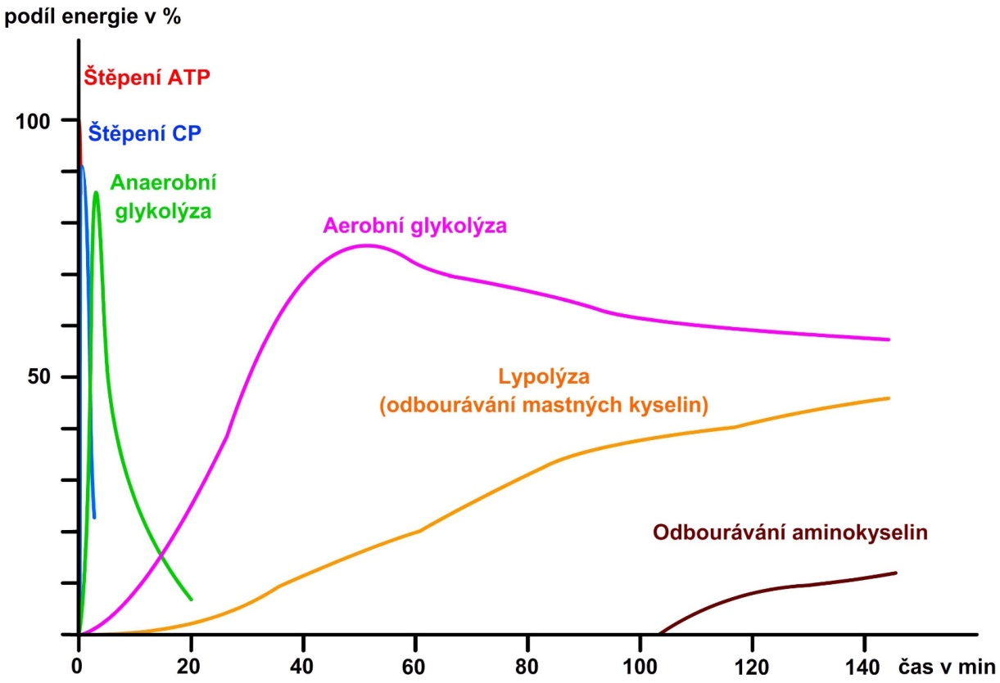 podíl energie v %
Štěpení ATP
100
Štěpení CP
Anaerobní
glykolýza
Aerobní glykolýza
50
Lypolýza
(odbourávání mastných kyselin)
Odbourávání aminokyselin
0 20 40 60 80 100 120 140 čas v min